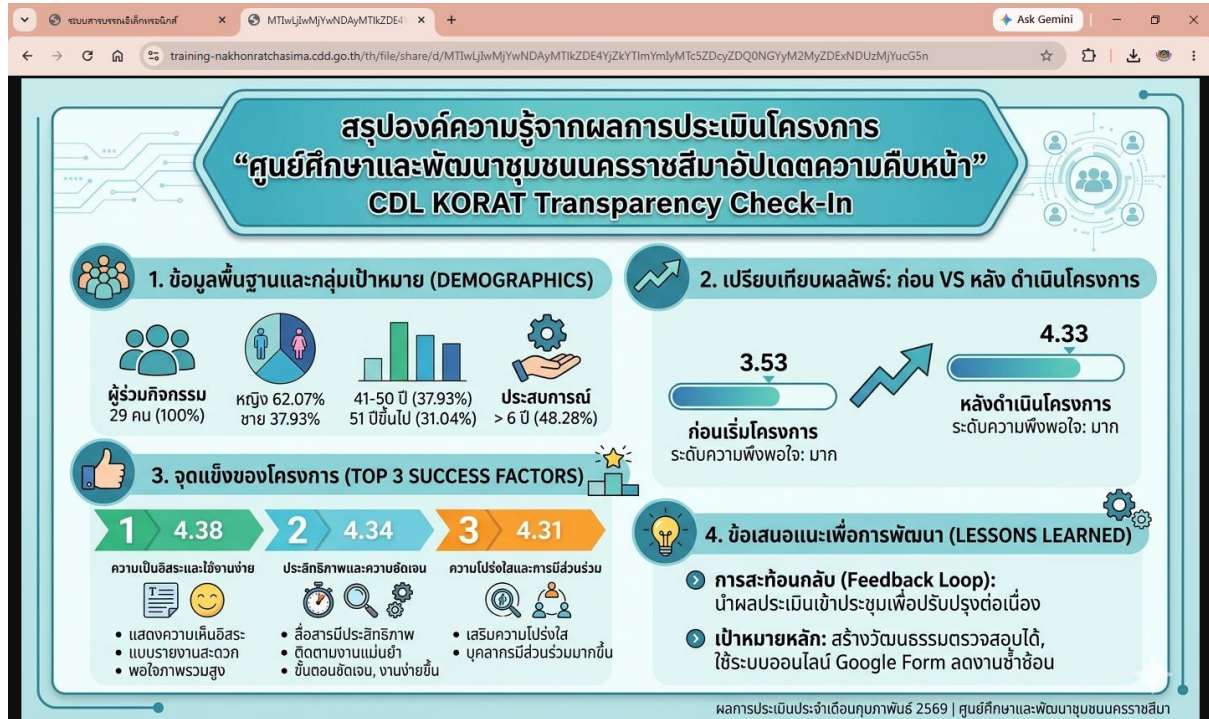 ระบบสารบรรณอิเล็กทรอนิกส์
MTIwLjIwMjYwNDAyMTlkZDE4
Ask Gemini
training-nakhonratchasima.cdd.go.th/th/file/share/d/MTIwLjIwMjYwNDAyMTlkZDE4YjZkYTlmYmIyMTc5ZDcyZDQ0NGYyM2MyZDExNDUzMjYucG5n
สรุปองค์ความรู้จากผลการประเมินโครงการ
“ศูนย์ศึกษาและพัฒนาชุมชนนครราชสีมาอัปเดตความคืบหน้า”
CDL KORAT Transparency Check-In
1. ข้อมูลพื้นฐานและกลุ่มเป้าหมาย (DEMOGRAPHICS)
ผู้ร่วมกิจกรรม
29 คน (100%)
หญิง 62.07%
ชาย 37.93%
41-50 ปี (37.93%)
51 ปีขึ้นไป (31.04%)
ประสบการณ์
> 6 ปี (48.28%)
2. เปรียบเทียบผลลัพธ์: ก่อน VS หลัง ดำเนินโครงการ
3.53
ก่อนเริ่มโครงการ
ระดับความพึงพอใจ: มาก
4.33
หลังดำเนินโครงการ
ระดับความพึงพอใจ: มาก
3. จุดแข็งของโครงการ (TOP 3 SUCCESS FACTORS)
1 4.38
ความเป็นอิสระและใช้งานง่าย
• แสดงความเห็นอิสระ
• แบบรายงานสะดวก
• พอใจภาพรวมสูง
2 4.34
ประสิทธิภาพและความชัดเจน
• สื่อสารมีประสิทธิภาพ
• ติดตามงานแม่นยำ
• ขั้นตอนชัดเจน, งานง่ายขึ้น
3 4.31
ความโปร่งใสและการมีส่วนร่วม
• เสริมความโปร่งใส
• บุคลากรมีส่วนร่วมมากขึ้น
4. ข้อเสนอแนะเพื่อการพัฒนา (LESSONS LEARNED)
การสะท้อนกลับ (Feedback Loop):
นำผลประเมินเข้าประชุมเพื่อปรับปรุงต่อเนื่อง
เป้าหมายหลัก: สร้างวัฒนธรรมตรวจสอบได้,
ใช้ระบบออนไลน์ Google Form ลดงานซ้ำซ้อน
ผลการประเมินประจำเดือนกุมภาพันธ์ 2569 | ศูนย์ศึกษาและพัฒนาชุมชนนครราชสีมา